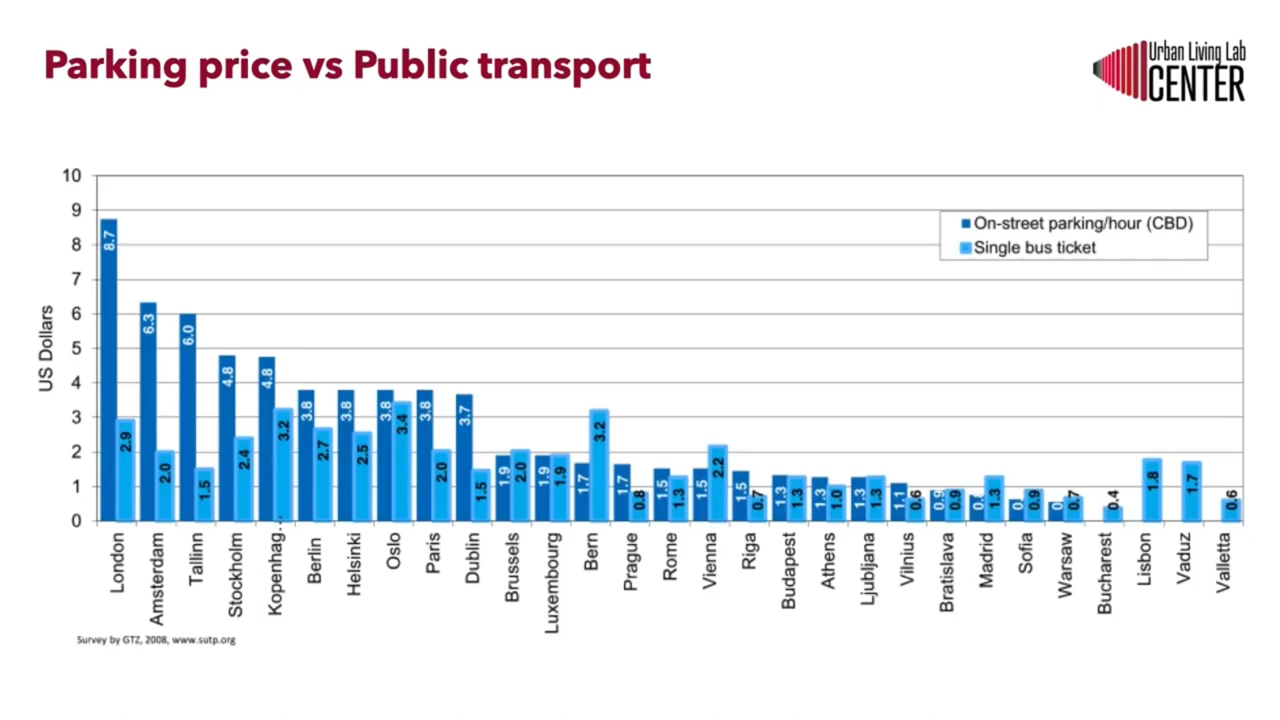 Parking price vs Public transport
Urban Living Lab
CENTER
10
9
8
7
6
5
4
3
2
1
0
US Dollars
On-street parking/hour (CBD)
Single bus ticket
8.7
2.9
6.3
2.0
6.0
1.5
4.8
2.4
4.8
3.2
3.8
2.7
3.8
2.5
3.8
3.4
3.8
2.0
3.7
1.5
1.9
2.0
1.9
1.9
1.7
3.2
1.7
0.8
1.5
1.3
1.5
2.2
1.5
0.7
1.3
1.3
1.3
1.0
1.3
1.3
1.1
0.6
0.9
0.9
1.3
0.9
0.7
0.4
1.8
1.7
0.6
London
Amsterdam
Tallinn
Stockholm
Kopenhag...
Berlin
Helsinki
Oslo
Paris
Dublin
Brussels
Luxembourg
Bern
Prague
Rome
Vienna
Riga
Budapest
Athens
Ljubljana
Vilnius
Bratislava
Madrid
Sofia
Warsaw
Bucharest
Lisbon
Vaduz
Valletta
Survey by GTZ, 2008, www.sutp.org